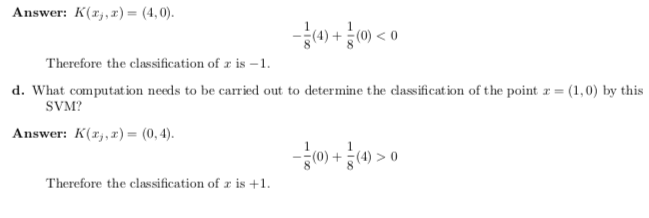 Answer: K(x_j, x) = (4, 0).
-\frac{1}{8}(4) + \frac{1}{8}(0) < 0
Therefore the classification of x is −1.
d. What computation needs to be carried out to determine the classification of the point x = (1, 0) by this
SVM?
Answer: K(x_j, x) = (0, 4).
-\frac{1}{8}(0) + \frac{1}{8}(4) > 0
Therefore the classification of x is +1.